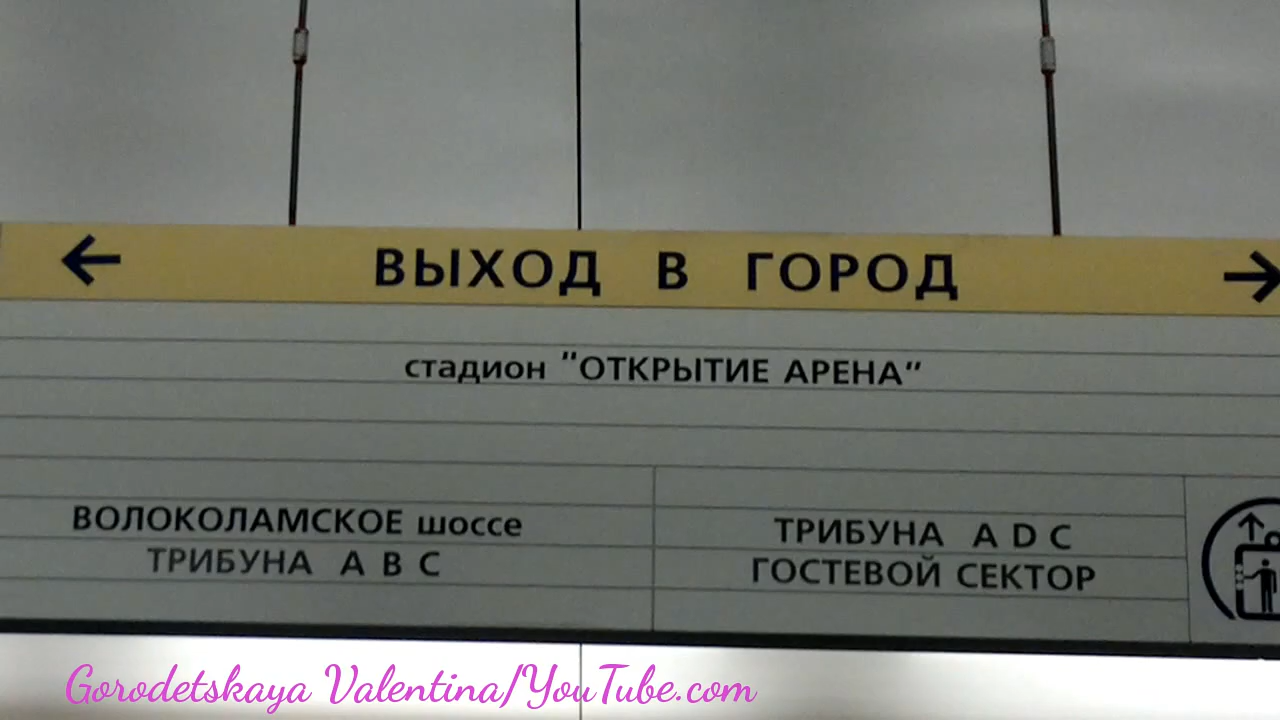 ВЫХОД В ГОРОД
стадион "ОТКРЫТИЕ АРЕНА"
ВОЛОКОЛАМСКОЕ шоссе
ТРИБУНА A B C
ТРИБУНА A D C
ГОСТЕВОЙ СЕКТОР
Gorodetskaya Valentina/YouTube.com